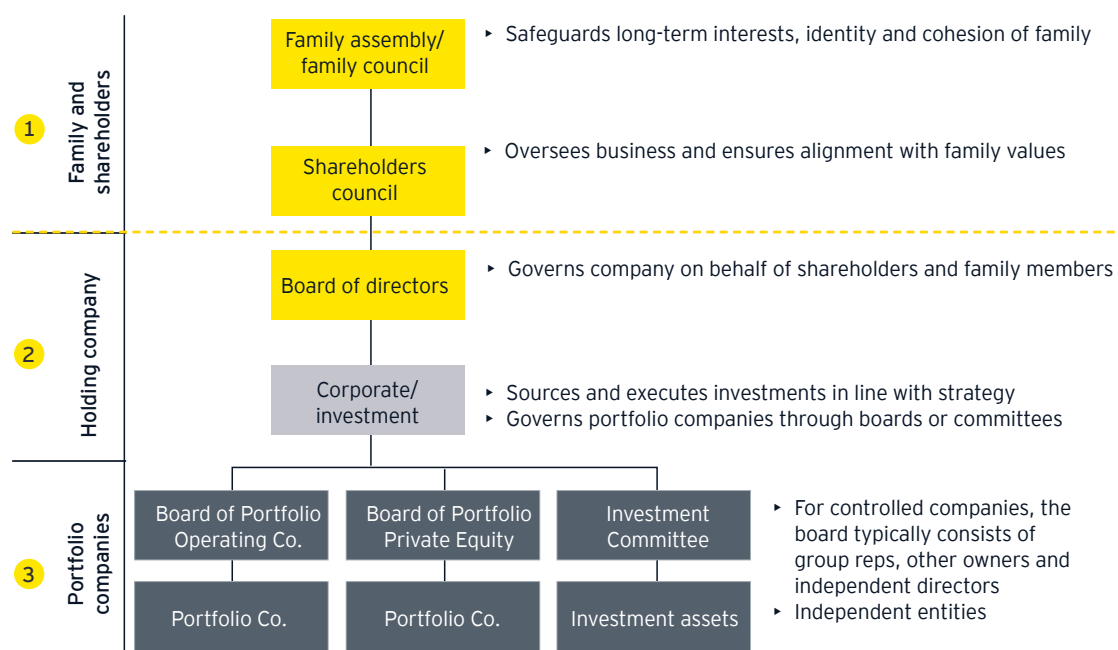 1
Family and
shareholders
Family assembly/
family council
‣ Safeguards long-term interests, identity and cohesion of family
Shareholders
council
‣ Oversees business and ensures alignment with family values
2
Holding company
Board of directors
‣ Governs company on behalf of shareholders and family members
Corporate/
investment
‣ Sources and executes investments in line with strategy
‣ Governs portfolio companies through boards or committees
3
Portfolio
companies
Board of Portfolio
Operating Co.
Board of Portfolio
Private Equity
Investment
Committee
Portfolio Co.
Portfolio Co.
Investment assets
‣ For controlled companies, the
board typically consists of
group reps, other owners and
independent directors
‣ Independent entities